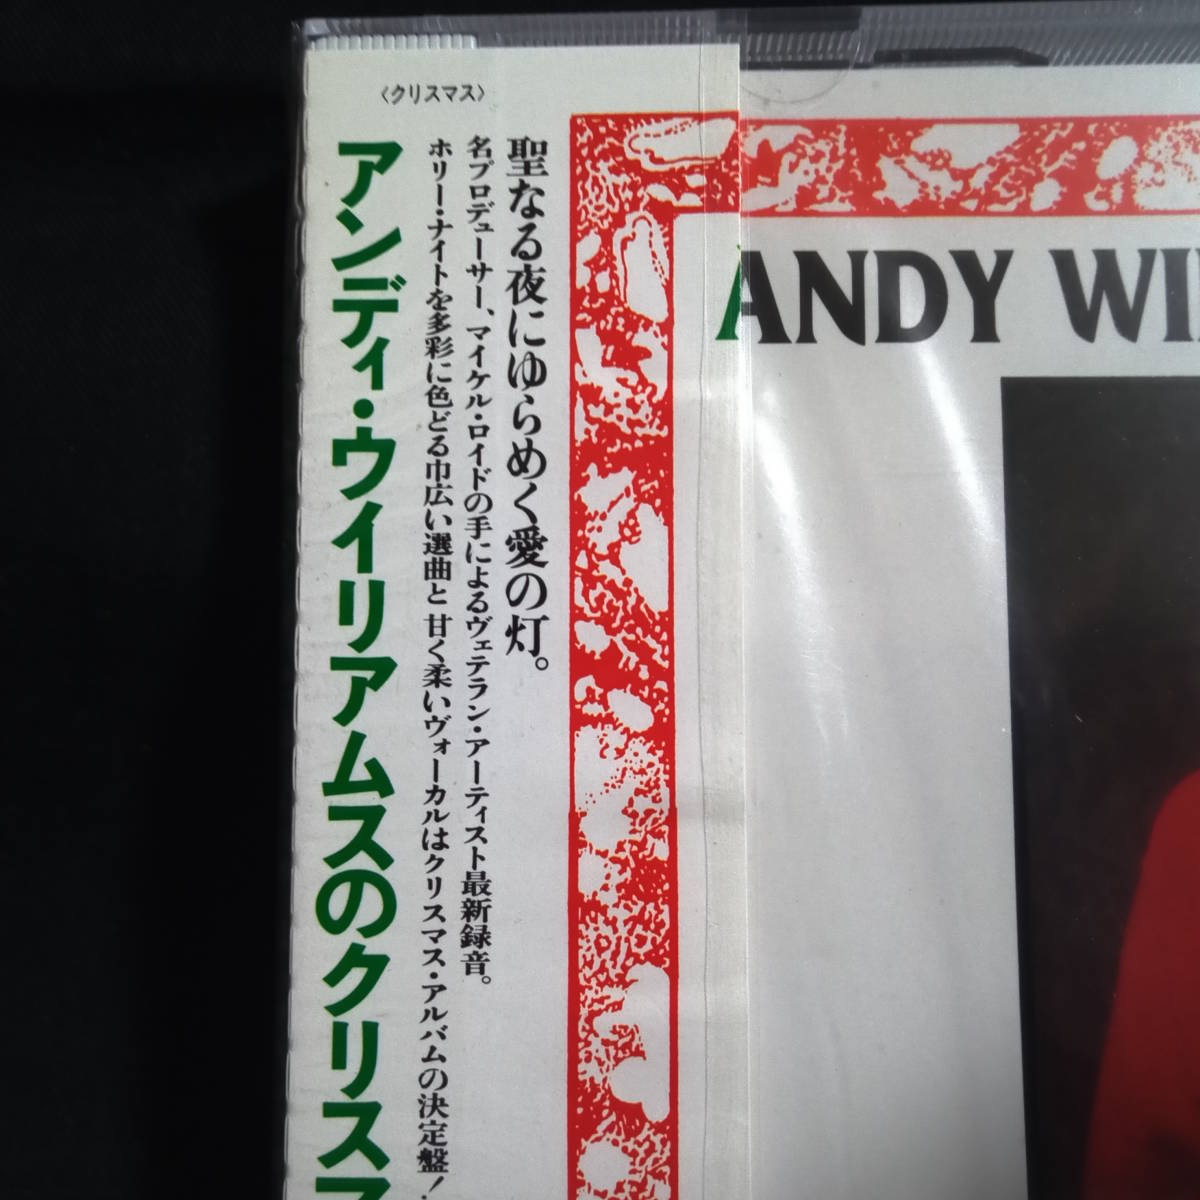 〈クリスマス〉
聖なる夜にゆらめく愛の灯。
名プロデューサー、マイケル・ロイドの手によるヴェテラン・アーティスト最新録音。
ホリー・ナイトを多彩に色どる巾広い選曲と 甘く柔いヴォーカルはクリスマス・アルバムの決定盤！
アンディ・ウィリアムスのクリスマ
ANDY WI